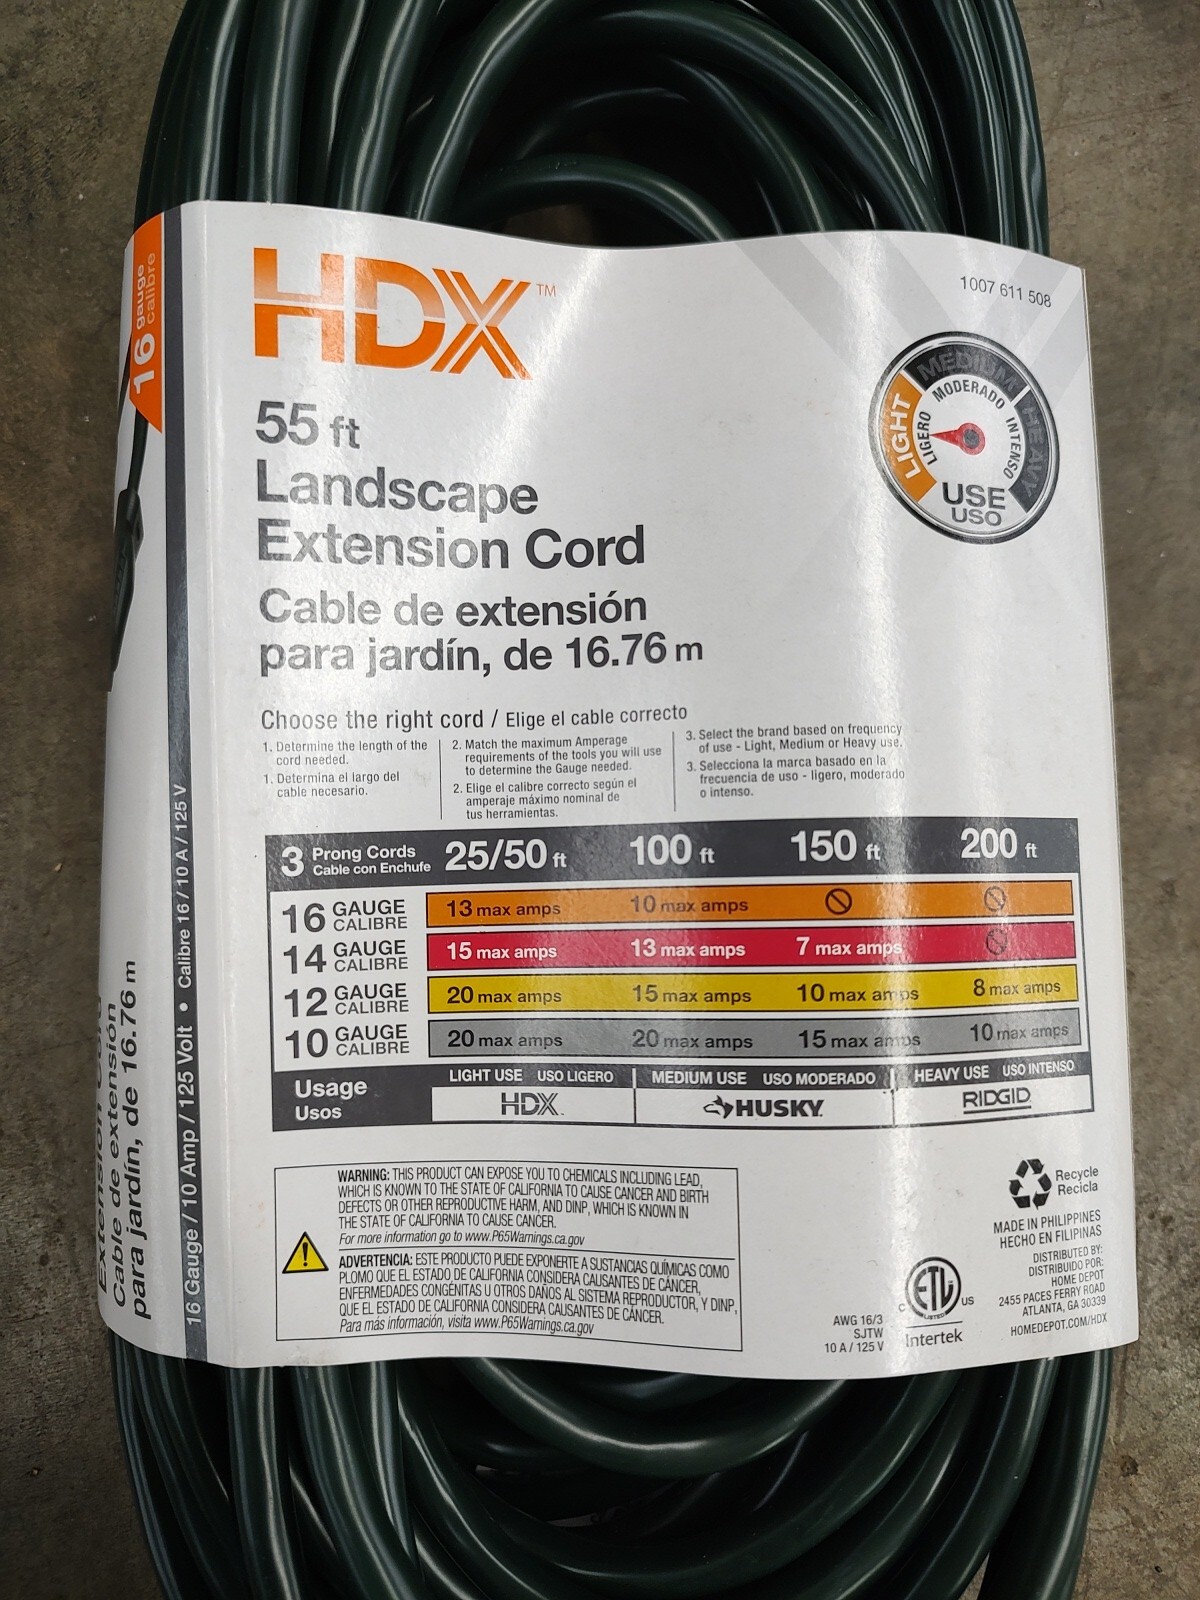 HDX™
1007 611 508
16 gauge
calibre
LIGHT
LIGERO
MEDIUM
MODERADO
HEAVY
INTENSO
USE
USO
55 ft
Landscape
Extension Cord
Cable de extensión
para jardín, de 16.76 m
Choose the right cord / Elige el cable correcto
1. Determine the length of the
cord needed.
1. Determina el largo del
cable necesario.
2. Match the maximum Amperage
requirements of the tools you will use
to determine the Gauge needed.
2. Elige el calibre correcto según el
amperaje máximo nominal de
tus herramientas.
3. Select the brand based on frequency
of use - Light, Medium or Heavy use.
3. Selecciona la marca basado en la
frecuencia de uso - ligero, moderado
o intenso.
3 Prong Cords
Cable con Enchufe
25/50 ft 100 ft 150 ft 200 ft
16 GAUGE
CALIBRE
13 max amps 10 max amps
14 GAUGE
CALIBRE
15 max amps 13 max amps 7 max amps
12 GAUGE
CALIBRE
20 max amps 15 max amps 10 max amps 8 max amps
10 GAUGE
CALIBRE
20 max amps 20 max amps 15 max amps 10 max amps
Usage
Usos
LIGHT USE USO LIGERO
HDX
MEDIUM USE USO MODERADO
HUSKY
HEAVY USE USO INTENSO
RIDGID
WARNING: THIS PRODUCT CAN EXPOSE YOU TO CHEMICALS INCLUDING LEAD,
WHICH IS KNOWN TO THE STATE OF CALIFORNIA TO CAUSE CANCER AND BIRTH
DEFECTS OR OTHER REPRODUCTIVE HARM, AND DINP, WHICH IS KNOWN IN
THE STATE OF CALIFORNIA TO CAUSE CANCER.
For more information go to www.P65Warnings.ca.gov
ADVERTENCIA: ESTE PRODUCTO PUEDE EXPONERTE A SUSTANCIAS QUÍMICAS COMO
PLOMO QUE EL ESTADO DE CALIFORNIA CONSIDERA CAUSANTES DE CÁNCER,
ENFERMEDADES CONGÉNITAS U OTROS DAÑOS AL SISTEMA REPRODUCTOR, Y DINP,
QUE EL ESTADO DE CALIFORNIA CONSIDERA CAUSANTES DE CÁNCER.
Para más información, visita www.P65Warnings.ca.gov
Recycle
Recicla
MADE IN PHILIPPINES
HECHO EN FILIPINAS
DISTRIBUTED BY:
DISTRIBUIDO POR:
HOME DEPOT
2455 PACES FERRY ROAD
ATLANTA, GA 30339
HOMEDEPOT.COM/HDX
AWG 16/3
SJTW
10 A / 125 V
C ETL US
LISTED
Intertek
16 Gauge / 10 Amp / 125 Volt • Calibre 16 / 10 A / 125 V
Extension Cord
Cable de extensión
para jardín, de 16.76 m